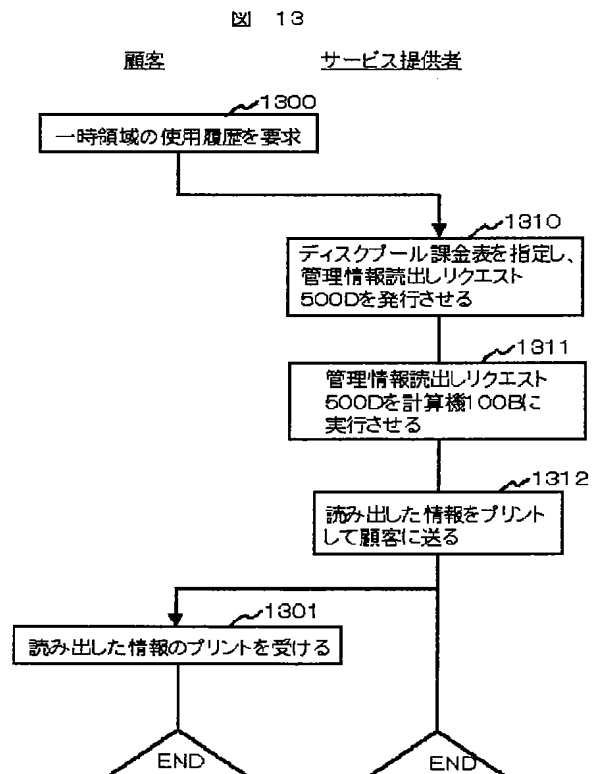 図 13
顧客
サービス提供者
1300
一時領域の使用履歴を要求
1310
ディスクプール課金表を指定し、
管理情報読出しリクエスト
500Dを発行させる
1311
管理情報読出しリクエスト
500Dを計算機100Bに
実行させる
1312
読み出した情報をプリント
して顧客に送る
1301
読み出した情報のプリントを受ける
END
END